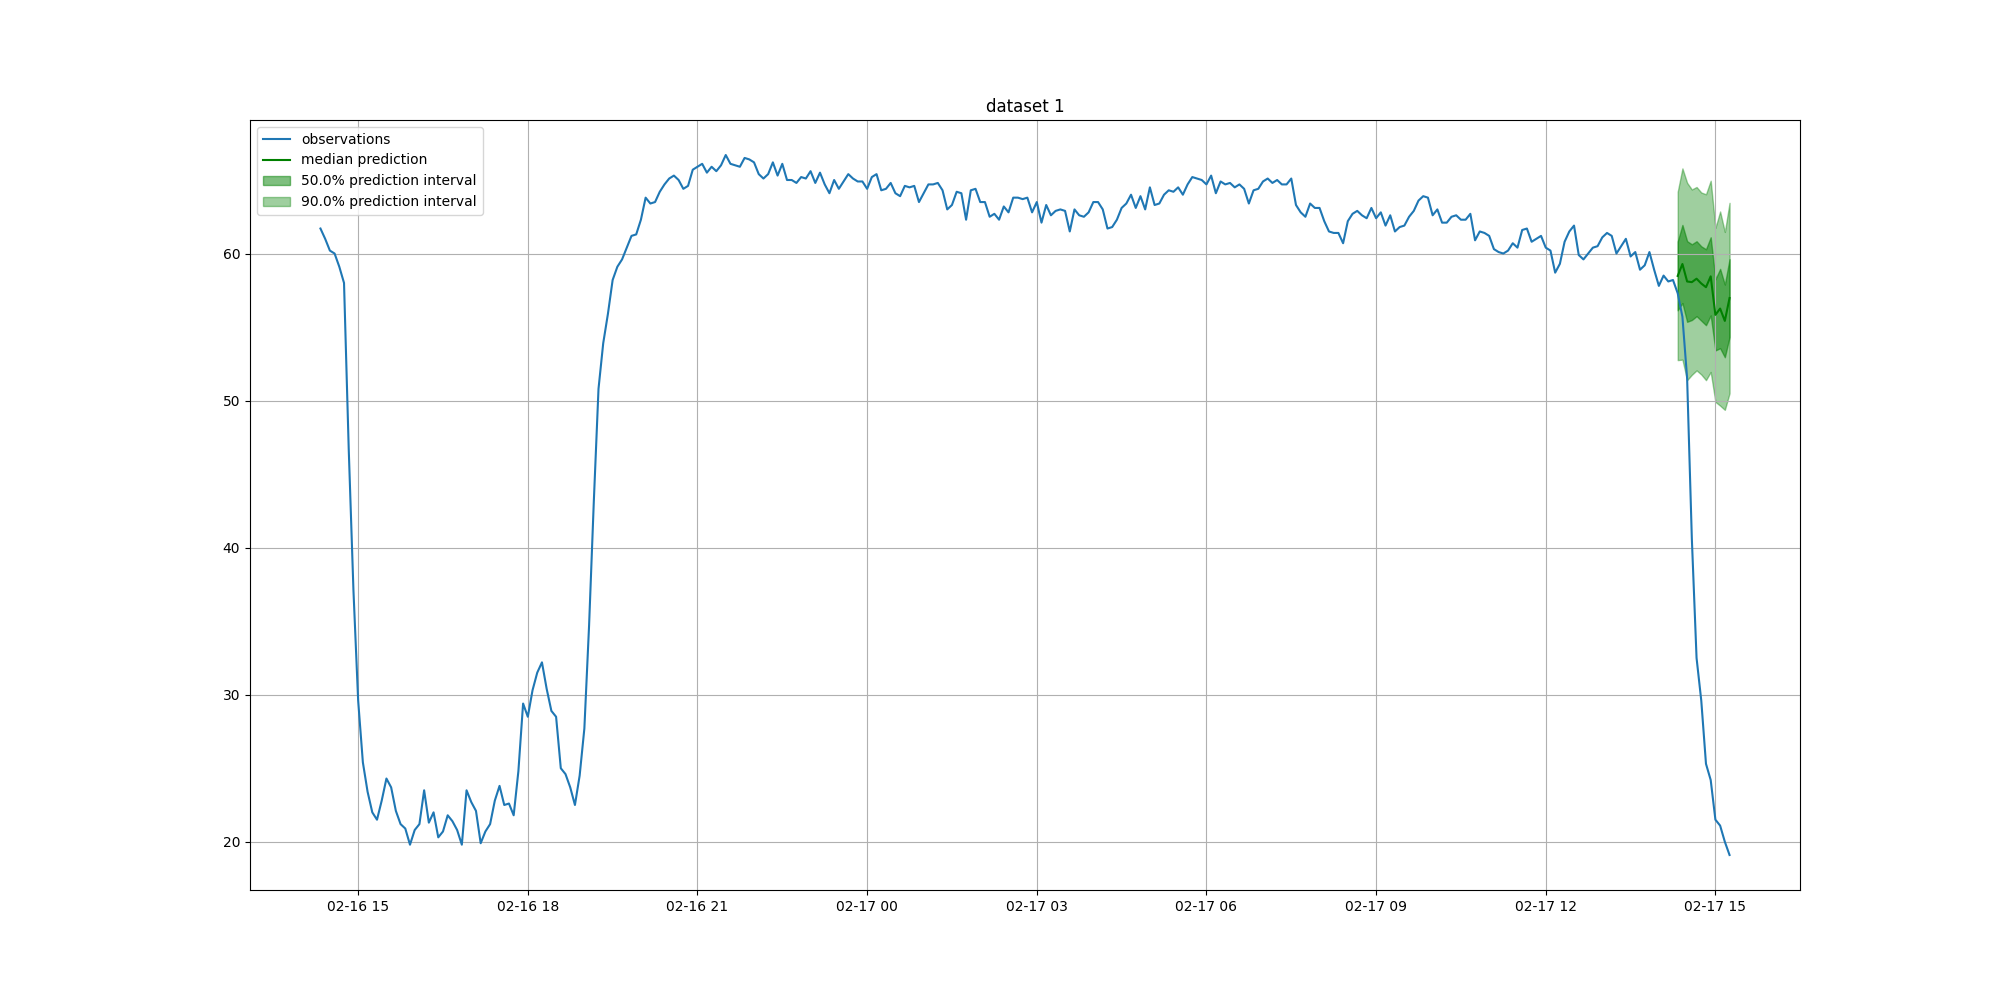 dataset 1
observations
median prediction
50.0% prediction interval
90.0% prediction interval
60
50
40
30
20
02-16 15
02-16 18
02-16 21
02-17 00
02-17 03
02-17 06
02-17 09
02-17 12
02-17 15